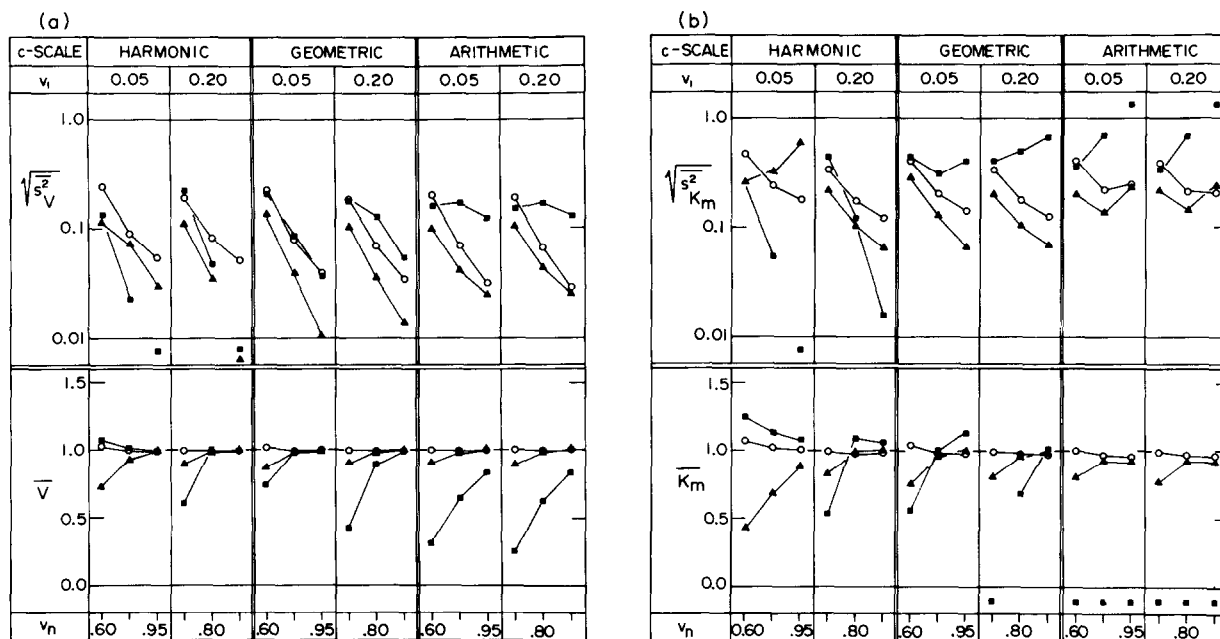 (a)
c-SCALE HARMONIC GEOMETRIC ARITHMETIC
v₁ 0.05 0.20 0.05 0.20 0.05 0.20
1.0
√s²V
0.1
0.01
1.5
1.0
V
0.5
0.0
vn .60 .95 .80 .60 .95 .80 .60 .95 .80
(b)
c-SCALE HARMONIC GEOMETRIC ARITHMETIC
v₁ 0.05 0.20 0.05 0.20 0.05 0.20
1.0
√s²Km
0.1
0.01
1.5
1.0
Km
0.5
0.0
vn 0.60 .95 .80 .60 .95 .80 .60 .95 .80